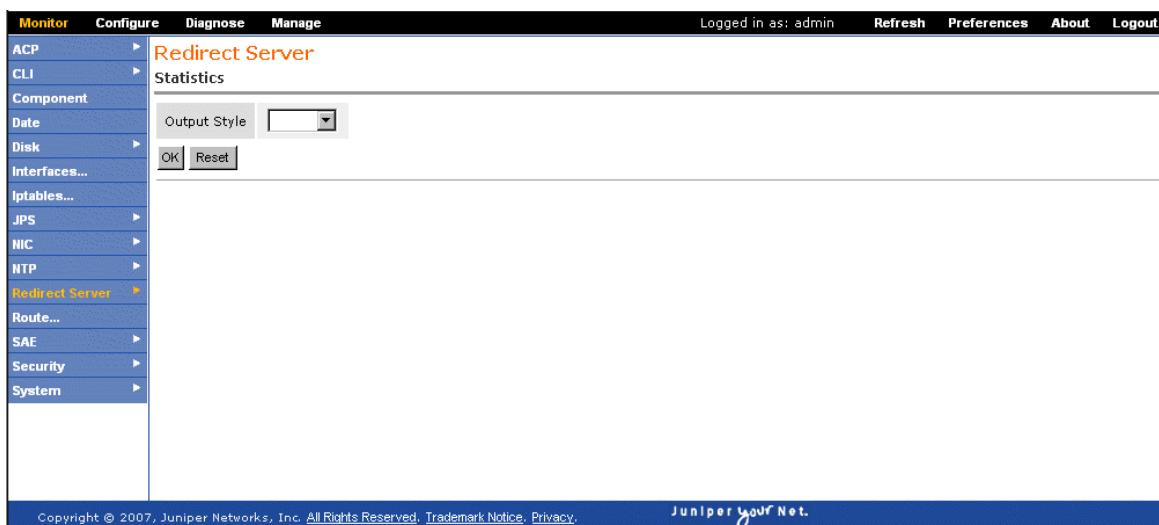 Monitor Configure Diagnose Manage Logged in as: admin Refresh Preferences About Logout
ACP
CLI
Component
Date
Disk
Interfaces...
Iptables...
JPS
NIC
NTP
Redirect Server
Route...
SAE
Security
System
Redirect Server
Statistics
Output Style
OK Reset
Copyright © 2007, Juniper Networks, Inc. All Rights Reserved. Trademark Notice. Privacy.
Juniper your Net.